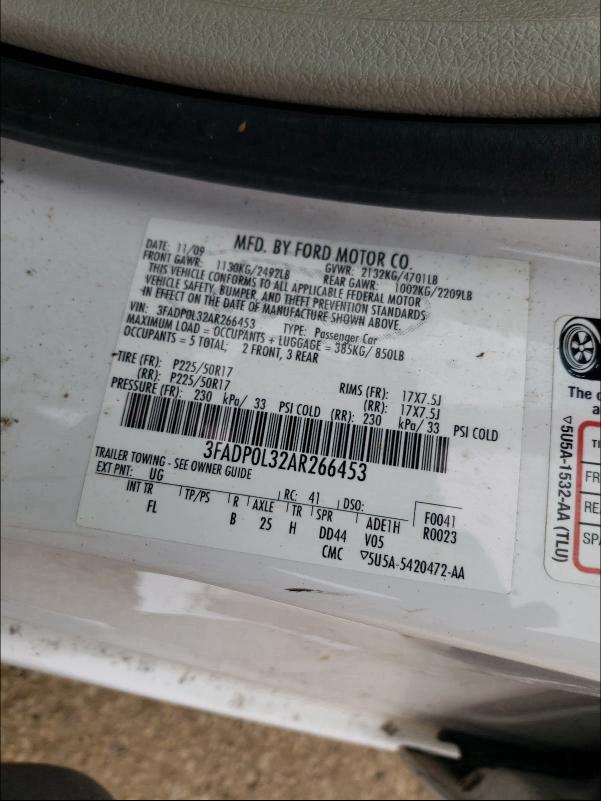 MFD. BY FORD MOTOR CO.
DATE: 11/09 GVWR: 2132KG/4701LB
FRONT GAWR: 1130KG/2492LB REAR GAWR: 1002KG/2209LB
THIS VEHICLE CONFORMS TO ALL APPLICABLE FEDERAL MOTOR
VEHICLE SAFETY, BUMPER, AND THEFT PREVENTION STANDARDS
IN EFFECT ON THE DATE OF MANUFACTURE SHOWN ABOVE.
VIN: 3FADP0L32AR266453 TYPE: Passenger Car
MAXIMUM LOAD = OCCUPANTS + LUGGAGE = 385KG/ 850LB
OCCUPANTS = 5 TOTAL: 2 FRONT, 3 REAR
TIRE (FR): P225/50R17 RIMS (FR): 17X7.5J
(RR): P225/50R17 (RR): 17X7.5J
PRESSURE (FR): 230 kPa/ 33 PSI COLD (RR): 230 kPa/ 33 PSI COLD
3FADP0L32AR266453
TRAILER TOWING - SEE OWNER GUIDE
EXT PNT: UG RC: 41 DSO: F0041
INT TR TP/PS R AXLE TR SPR ADE1H R0023
FL B 25 H DD44 V05
CMC ▽5U5A-5420472-AA
The
▽5U5A-1532-AA (TLU)
FR
RE
SPA